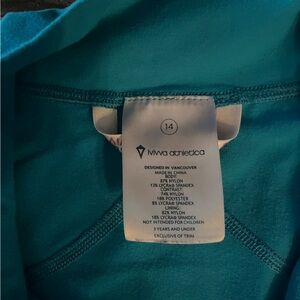 14
ivivva athletica
DESIGNED IN VANCOUVER
MADE IN CHINA
BODY:
87% NYLON
13% LYCRA® SPANDEX
CONTRAST:
74% NYLON
18% POLYESTER
8% LYCRA® SPANDEX
LINING:
82% NYLON
18% LYCRA® SPANDEX
NOT INTENDED FOR CHILDREN
3 YEARS AND UNDER
EXCLUSIVE OF TRIM